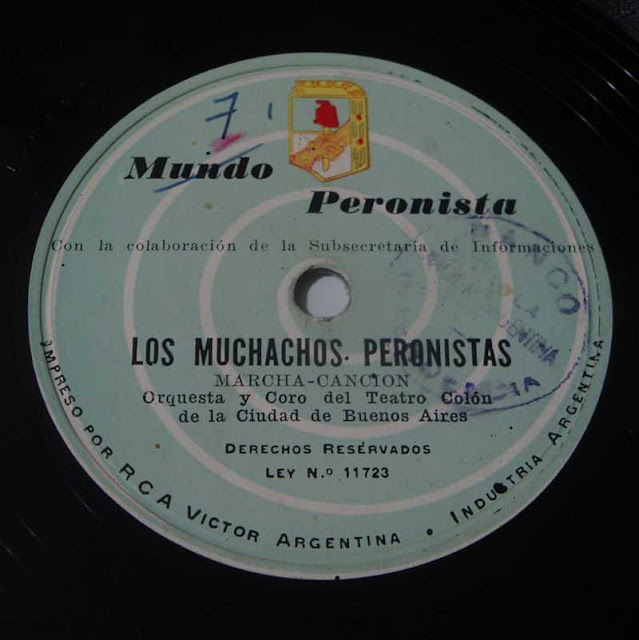 7
Mundo
Peronista
Con la colaboración de la Subsecretaría de Informaciones
LOS MUCHACHOS. PERONISTAS
MARCHA-CANCION
Orquesta y Coro del Teatro Colón
de la Ciudad de Buenos Aires
DERECHOS RESERVADOS
LEY N.º 11723
IMPRESO POR RCA VICTOR ARGENTINA • INDUSTRIA ARGENTINA
LA